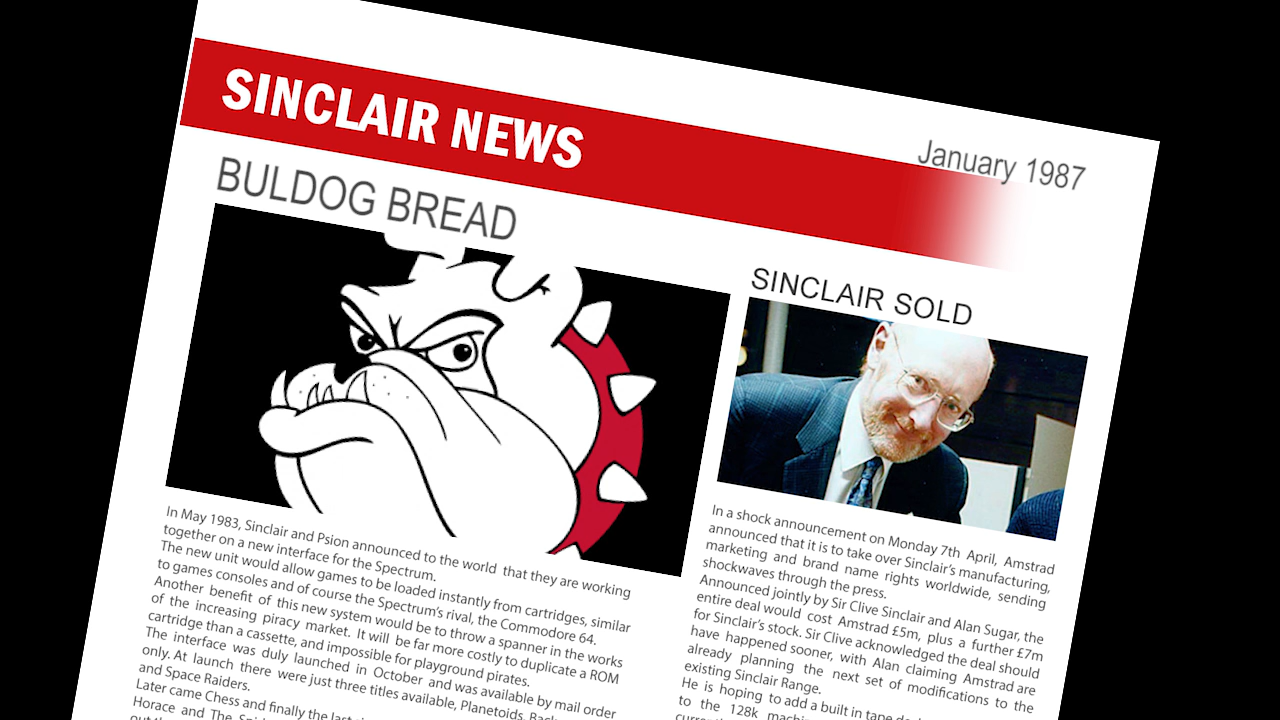 SINCLAIR NEWS
January 1987
BULDOG BREAD
In May 1983, Sinclair and Psion announced to the world that they are working
together on a new interface for the Spectrum.
The new unit would allow games to be loaded instantly from cartridges, similar
to games consoles and of course the Spectrum's rival, the Commodore 64.
Another benefit of this new system would be to throw a spanner in the works
of the increasing piracy market. It will be far more costly to duplicate a ROM
cartridge than a cassette, and impossible for playground pirates.
The interface was duly launched in October and was available by mail order
only. At launch there were just three titles available, Planetoids,
and Space Raiders.
Later came Chess and finally the last
Horace and The
SINCLAIR SOLD
In a shock announcement on Monday 7th April, Amstrad
announced that it is to take over Sinclair's manufacturing,
marketing and brand name rights worldwide, sending
shockwaves through the press.
Announced jointly by Sir Clive Sinclair and Alan Sugar, the
entire deal would cost Amstrad £5m, plus a further £7m
for Sinclair's stock. Sir Clive acknowledged the deal should
have happened sooner, with Alan claiming Amstrad are
already planning the next set of modifications to the
existing Sinclair Range.
He is hoping to add a built in tape
to the 128k